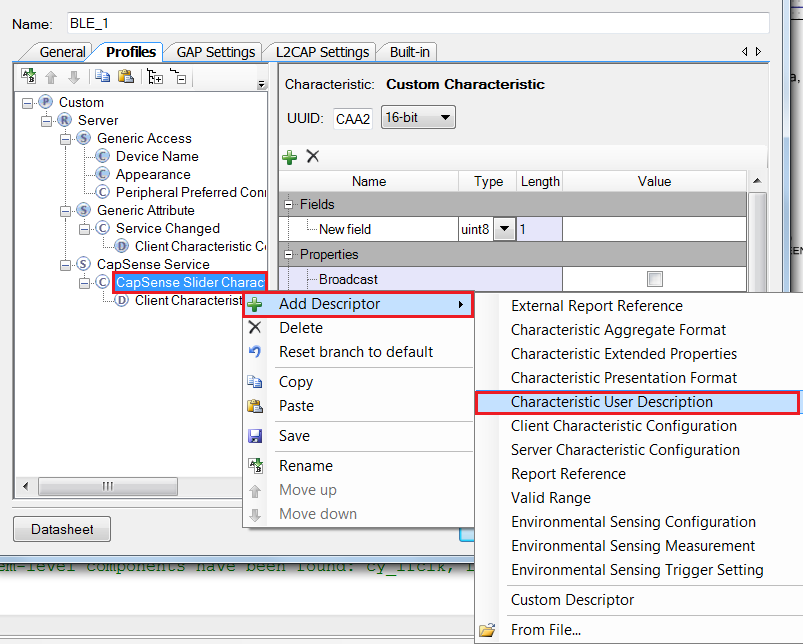 Name: BLE_1
General Profiles GAP Settings L2CAP Settings Built-in
Custom
Server
Generic Access
Device Name
Appearance
Peripheral Preferred Conn
Generic Attribute
Service Changed
Client Characteristic Co
CapSense Service
CapSense Slider Charac
Client Characterist
Datasheet
Characteristic: Custom Characteristic
UUID: CAA2 16-bit
Name Type Length Value
Fields
New field uint8 1
Properties
Broadcast
Add Descriptor
Delete
Reset branch to default
Copy
Paste
Save
Rename
Move up
Move down
External Report Reference
Characteristic Aggregate Format
Characteristic Extended Properties
Characteristic Presentation Format
Characteristic User Description
Client Characteristic Configuration
Server Characteristic Configuration
Report Reference
Valid Range
Environmental Sensing Configuration
Environmental Sensing Measurement
Environmental Sensing Trigger Setting
Custom Descriptor
From File...
em-level components have been found: cy_lfclk,